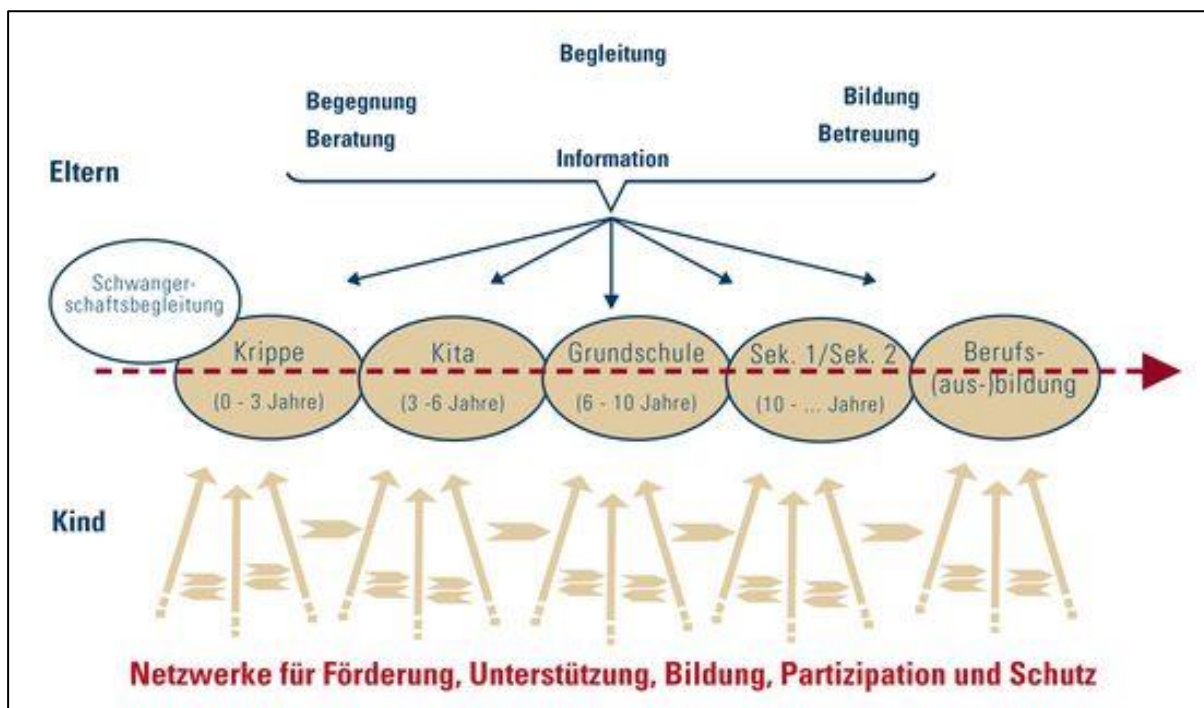 Begleitung
Begegnung
Beratung
Bildung
Betreuung
Information
Eltern
Schwanger-
schaftsbegleitung
Krippe
(0 - 3 Jahre)
Kita
(3 -6 Jahre)
Grundschule
(6 - 10 Jahre)
Sek. 1/Sek. 2
(10 - ... Jahre)
Berufs-
(aus-)bildung
Kind
Netzwerke für Förderung, Unterstützung, Bildung, Partizipation und Schutz